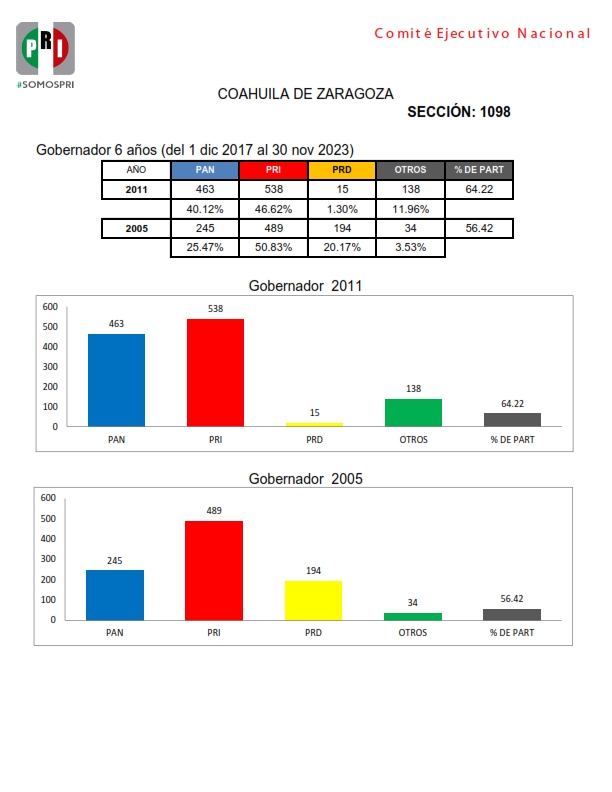 PRI
#SOMOSPRI
Comité Ejecutivo Nacional
COAHUILA DE ZARAGOZA
SECCIÓN: 1098
Gobernador 6 años (del 1 dic 2017 al 30 nov 2023)
AÑO PAN PRI PRD OTROS % DE PART
2011 463 538 15 138 64.22
40.12% 46.62% 1.30% 11.96%
2005 245 489 194 34 56.42
25.47% 50.83% 20.17% 3.53%
Gobernador 2011
600
500
400
300
200
100
0
463 538 15 138 64.22
PAN PRI PRD OTROS % DE PART
Gobernador 2005
600
500
400
300
200
100
0
245 489 194 34 56.42
PAN PRI PRD OTROS % DE PART